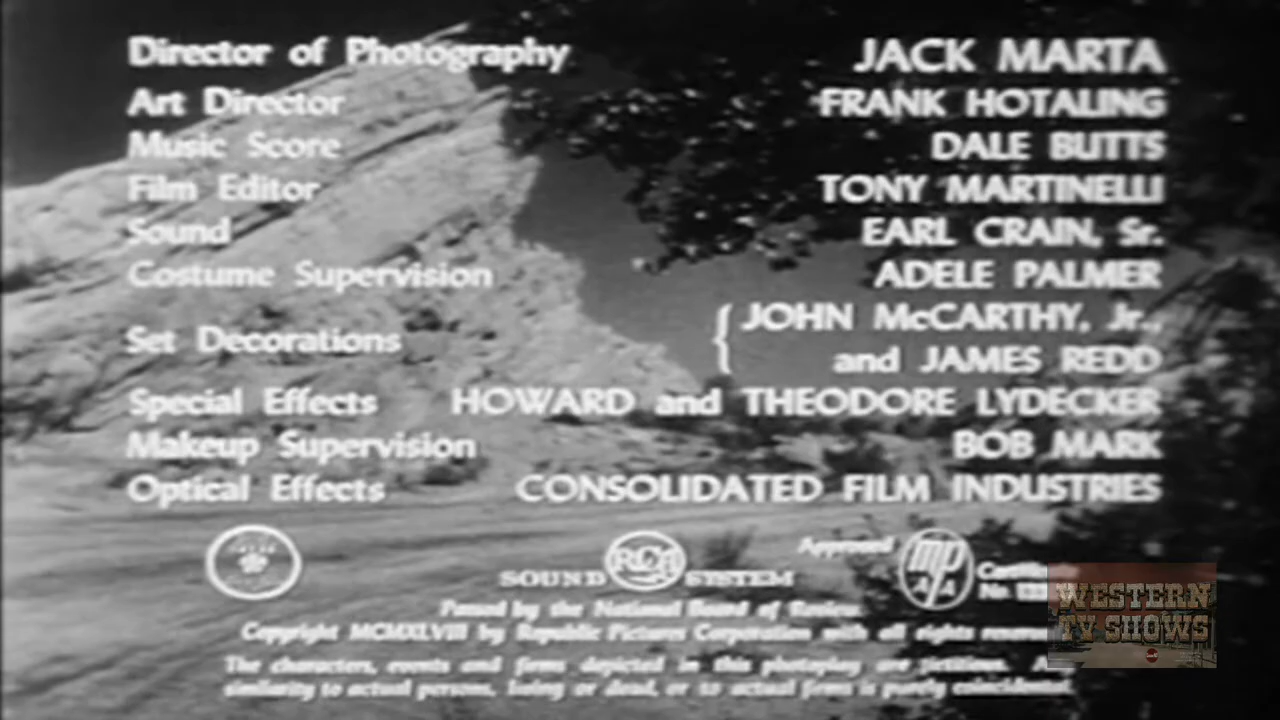 Director of Photography JACK MARTA
Art Director FRANK HOTALING
Music Score DALE BUTTS
Film Editor TONY MARTINELLI
Sound EARL CRAIN, Sr.
Costume Supervision ADELE PALMER
Set Decorations { JOHN McCARTHY, Jr.,
and JAMES REDD
Special Effects HOWARD and THEODORE LYDECKER
Makeup Supervision BOB MARK
Optical Effects CONSOLIDATED FILM INDUSTRIES
RCA
SOUND SYSTEM
Approved
MPAA
No.
Passed by the National Board of Review
Copyright MCMXLVIII by Republic Pictures Corporation with all rights
The characters, events and firms depicted in this photoplay are fictitious.
similarity to actual persons, living or dead, or to actual firms is purely coincidental.
WESTERN
TV SHOWS